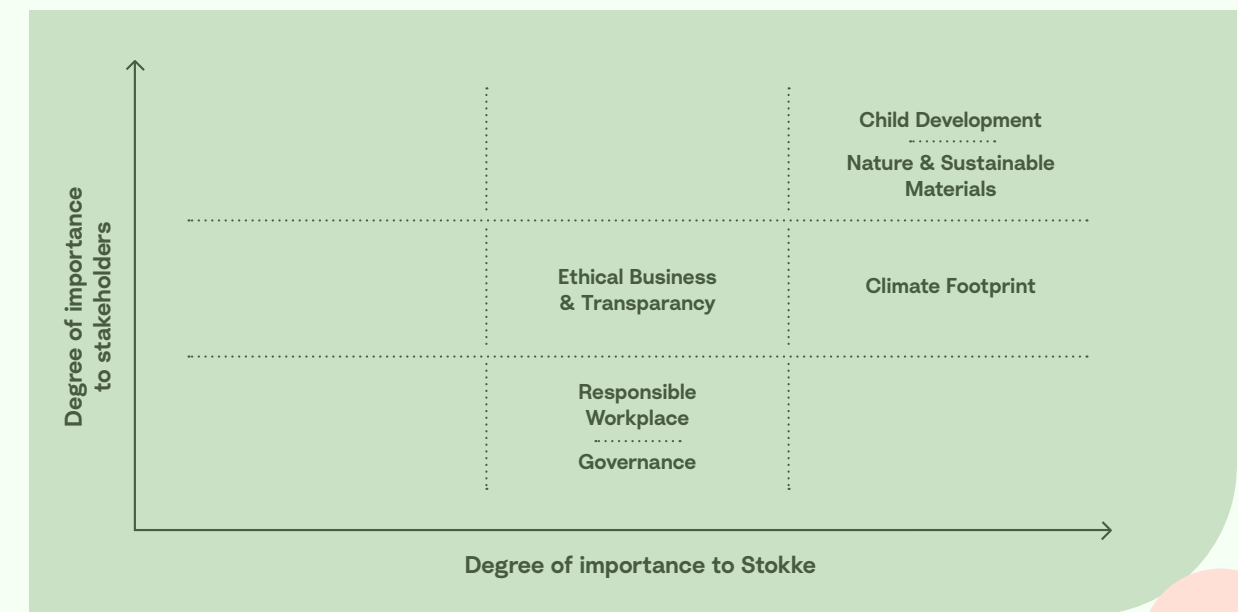 Child Development
Nature & Sustainable
Materials
Degree of importance
to stakeholders
Ethical Business
& Transparancy
Climate Footprint
Responsible
Workplace
Governance
Degree of importance to Stokke